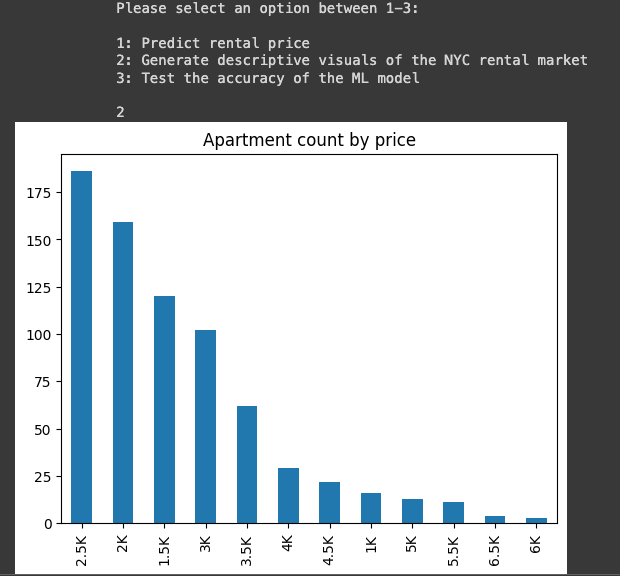 Please select an option between 1-3:
1: Predict rental price
2: Generate descriptive visuals of the NYC rental market
3: Test the accuracy of the ML model
2
Apartment count by price
175
150
125
100
75
50
25
0
2.5K 2K 1.5K 3K 3.5K 4K 4.5K 1K 5K 5.5K 6.5K 6K